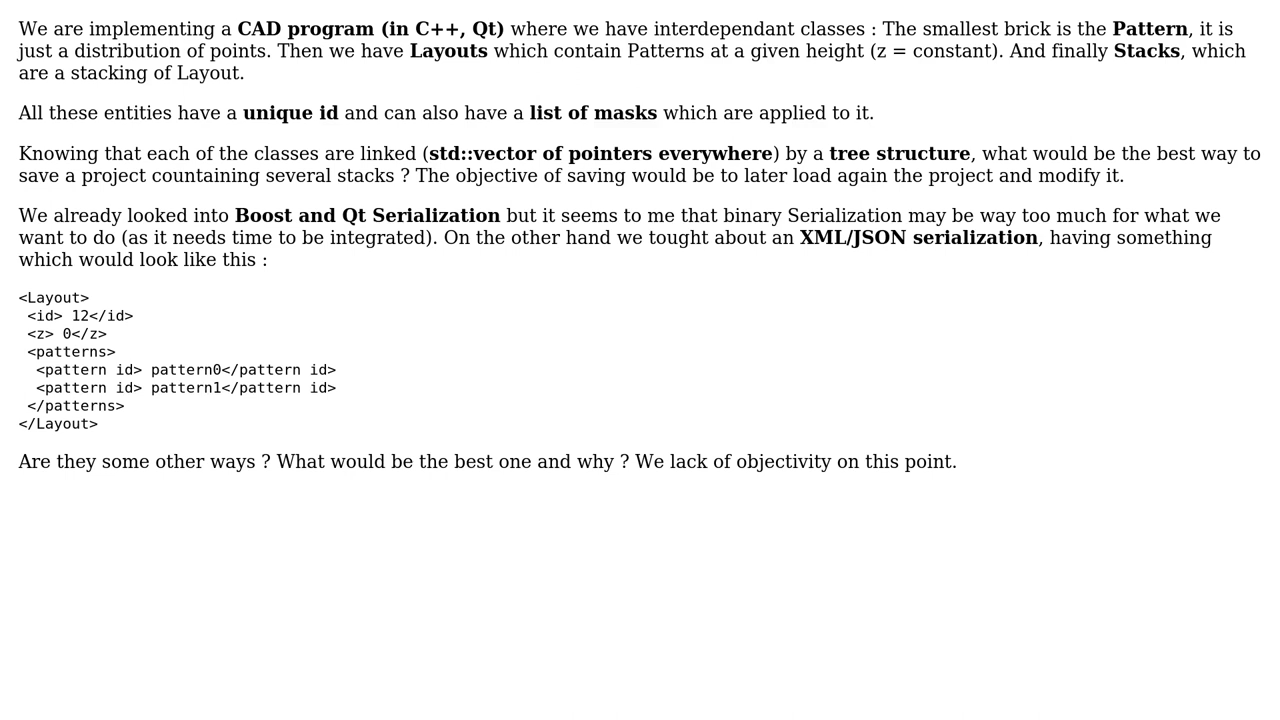 We are implementing a CAD program (in C++, Qt) where we have interdependent classes : The smallest brick is the Pattern, it is
just a distribution of points. Then we have Layouts which contain Patterns at a given height (z = constant). And finally Stacks, which
are a stacking of Layout.
All these entities have a unique id and can also have a list of masks which are applied to it.
Knowing that each of the classes are linked (std::vector of pointers everywhere) by a tree structure, what would be the best way to
save a project countaining several stacks ? The objective of saving would be to later load again the project and modify it.
We already looked into Boost and Qt Serialization but it seems to me that binary Serialization may be way too much for what we
want to do (as it needs time to be integrated). On the other hand we tought about an XML/JSON serialization, having something
which would look like this :
<Layout>
 <id> 12</id>
 <z> 0</z>
 <patterns>
  <pattern id> pattern0</pattern id>
  <pattern id> pattern1</pattern id>
 </patterns>
</Layout>
Are they some other ways ? What would be the best one and why ? We lack of objectivity on this point.